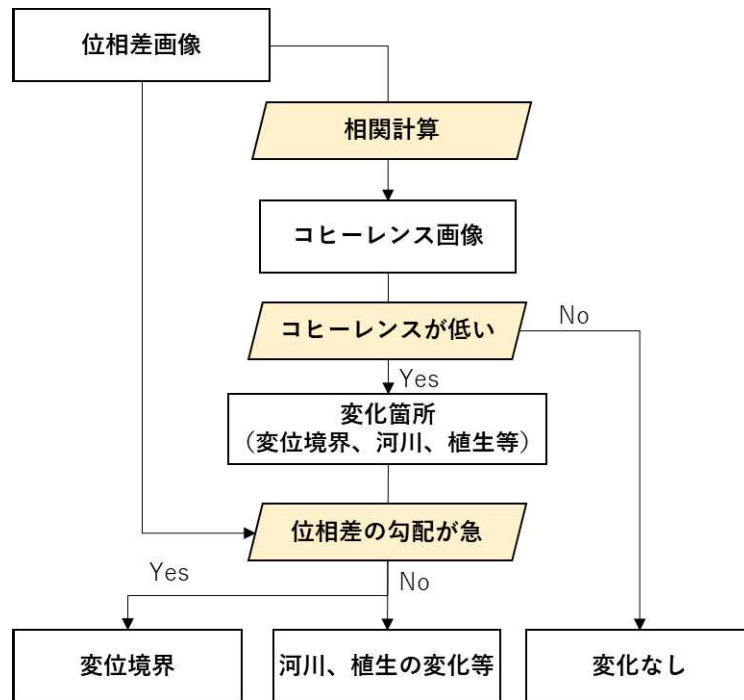 位相差画像
相関計算
コヒーレンス画像
コヒーレンスが低い
No
Yes
変化箇所
（変位境界、河川、植生等）
位相差の勾配が急
Yes
No
変位境界
河川、植生の変化等
変化なし